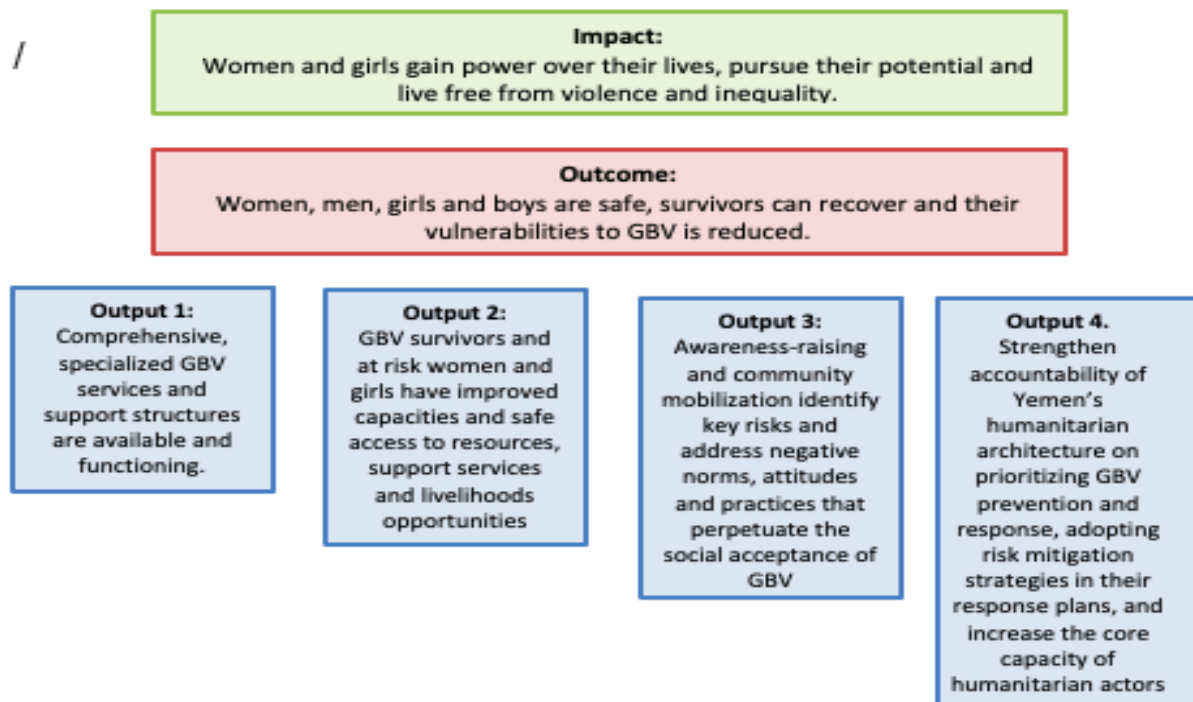 /
Impact:
Women and girls gain power over their lives, pursue their potential and
live free from violence and inequality.
Outcome:
Women, men, girls and boys are safe, survivors can recover and their
vulnerabilities to GBV is reduced.
Output 1:
Comprehensive,
specialized GBV
services and
support structures
are available and
functioning.
Output 2:
GBV survivors and
at risk women and
girls have improved
capacities and safe
access to resources,
support services
and livelihoods
opportunities
Output 3:
Awareness-raising
and community
mobilization identify
key risks and
address negative
norms, attitudes
and practices that
perpetuate the
social acceptance of
GBV
Output 4.
Strengthen
accountability of
Yemen's
humanitarian
architecture on
prioritizing GBV
prevention and
response, adopting
risk mitigation
strategies in their
response plans, and
increase the core
capacity of
humanitarian actors